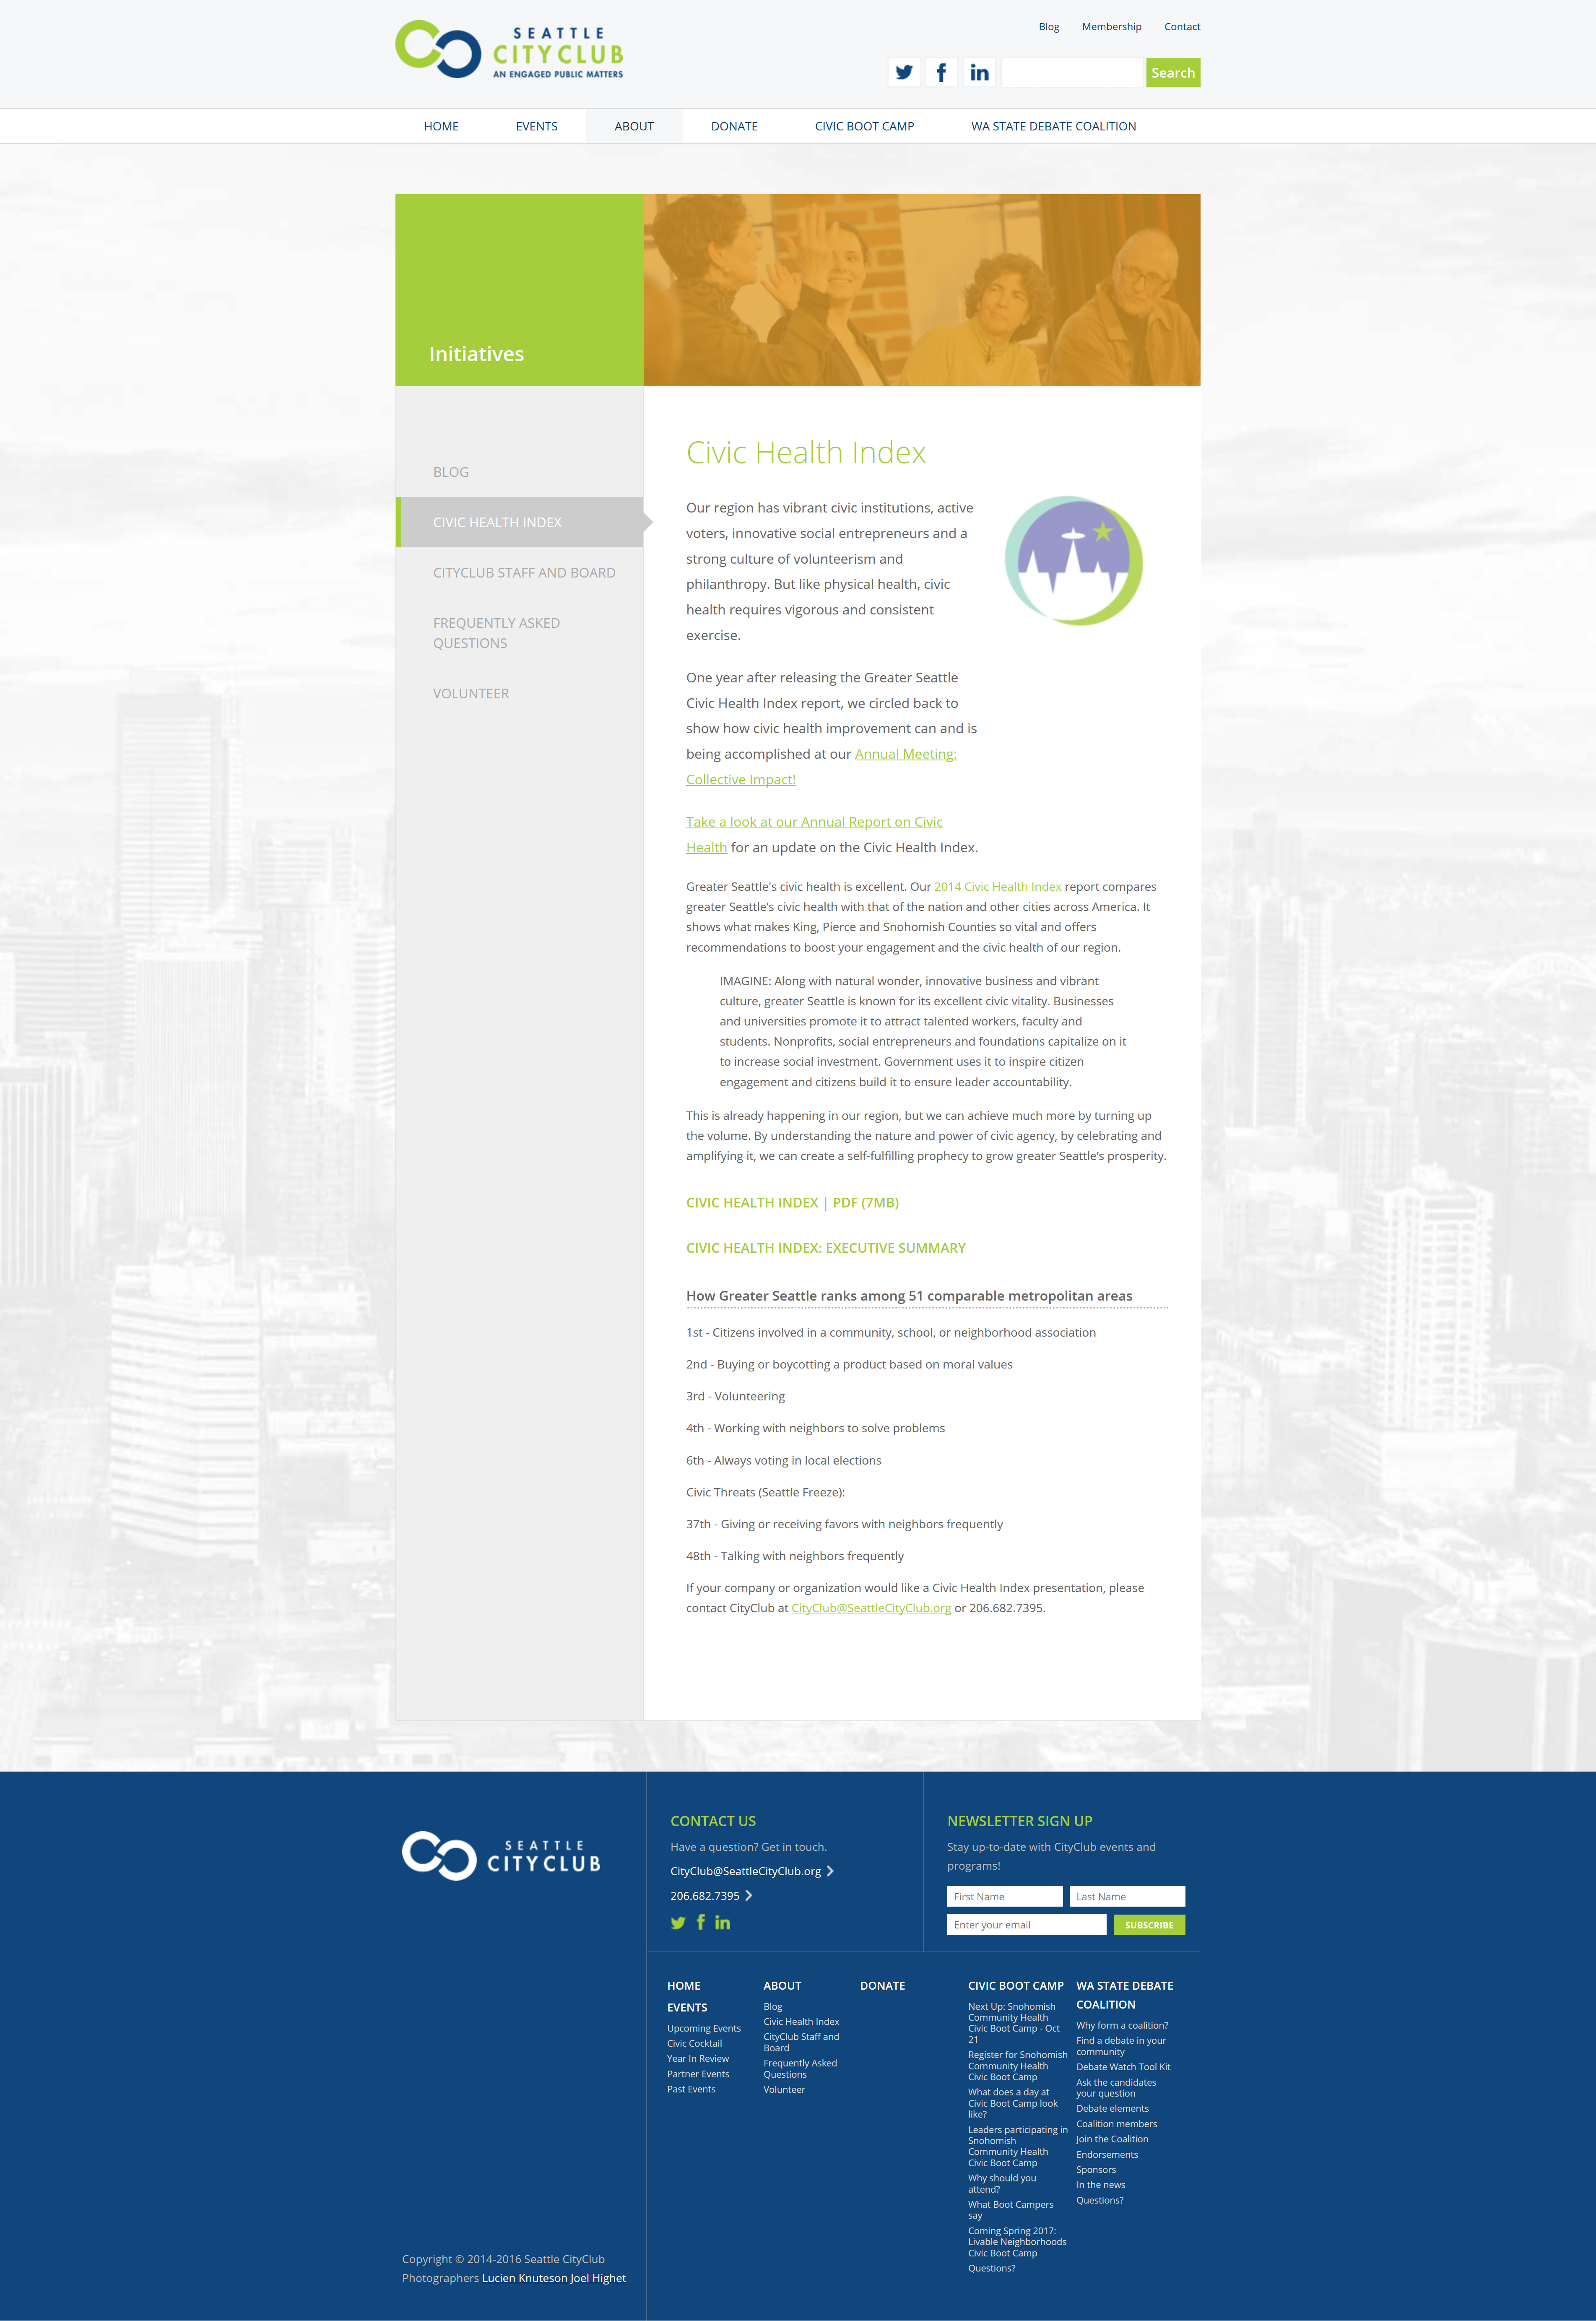 SEATTLE
CITYCLUB
AN ENGAGED PUBLIC MATTERS
Blog Membership Contact
Search
HOME EVENTS ABOUT DONATE CIVIC BOOT CAMP WA STATE DEBATE COALITION
Initiatives
BLOG
CIVIC HEALTH INDEX
CITYCLUB STAFF AND BOARD
FREQUENTLY ASKED
QUESTIONS
VOLUNTEER
Civic Health Index
Our region has vibrant civic institutions, active
voters, innovative social entrepreneurs and a
strong culture of volunteerism and
philanthropy. But like physical health, civic
health requires vigorous and consistent
exercise.
One year after releasing the Greater Seattle
Civic Health Index report, we circled back to
show how civic health improvement can and is
being accomplished at our Annual Meeting:
Collective Impact!
Take a look at our Annual Report on Civic
Health for an update on the Civic Health Index.
Greater Seattle's civic health is excellent. Our 2014 Civic Health Index report compares
greater Seattle’s civic health with that of the nation and other cities across America. It
shows what makes King, Pierce and Snohomish Counties so vital and offers
recommendations to boost your engagement and the civic health of our region.
IMAGINE: Along with natural wonder, innovative business and vibrant
culture, greater Seattle is known for its excellent civic vitality. Businesses
and universities promote it to attract talented workers, faculty and
students. Nonprofits, social entrepreneurs and foundations capitalize on it
to increase social investment. Government uses it to inspire citizen
engagement and citizens build it to ensure leader accountability.
This is already happening in our region, but we can achieve much more by turning up
the volume. By understanding the nature and power of civic agency, by celebrating and
amplifying it, we can create a self-fulfilling prophecy to grow greater Seattle’s prosperity.
CIVIC HEALTH INDEX | PDF (7MB)
CIVIC HEALTH INDEX: EXECUTIVE SUMMARY
How Greater Seattle ranks among 51 comparable metropolitan areas
1st - Citizens involved in a community, school, or neighborhood association
2nd - Buying or boycotting a product based on moral values
3rd - Volunteering
4th - Working with neighbors to solve problems
6th - Always voting in local elections
Civic Threats (Seattle Freeze):
37th - Giving or receiving favors with neighbors frequently
48th - Talking with neighbors frequently
If your company or organization would like a Civic Health Index presentation, please
contact CityClub at CityClub@SeattleCityClub.org or 206.682.7395.
SEATTLE
CITYCLUB
CONTACT US
Have a question? Get in touch.
CityClub@SeattleCityClub.org
206.682.7395
NEWSLETTER SIGN UP
Stay up-to-date with CityClub events and
programs!
First Name Last Name
Enter your email SUBSCRIBE
HOME
EVENTS
Upcoming Events
Civic Cocktail
Year In Review
Partner Events
Past Events
ABOUT
Blog
Civic Health Index
CityClub Staff and
Board
Frequently Asked
Questions
Volunteer
DONATE
CIVIC BOOT CAMP
Next Up: Snohomish
Community Health
Civic Boot Camp - Oct
21
Register for Snohomish
Community Health
Civic Boot Camp
What does a day at
Civic Boot Camp look
like?
Leaders participating in
Snohomish
Community Health
Civic Boot Camp
Why should you
attend?
What Boot Campers
say
Coming Spring 2017:
Livable Neighborhoods
Civic Boot Camp
Questions?
WA STATE DEBATE
COALITION
Why form a coalition?
Find a debate in your
community
Debate Watch Tool Kit
Ask the candidates
your question
Debate elements
Coalition members
Join the Coalition
Endorsements
Sponsors
In the news
Questions?
Copyright © 2014-2016 Seattle CityClub
Photographers Lucien Knuteson Joel Highet